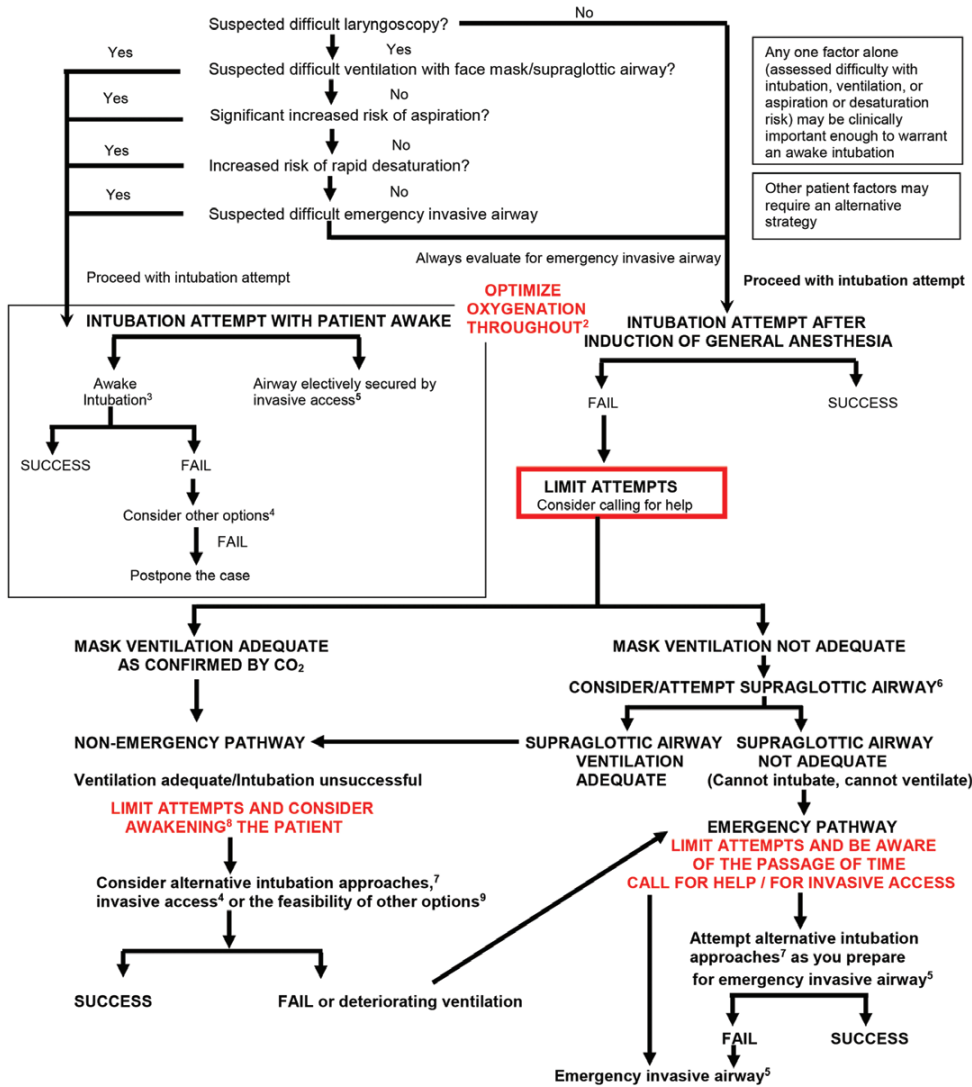 Suspected difficult laryngoscopy?
No
Yes
Yes
Suspected difficult ventilation with face mask/supraglottic airway?
No
Yes
Significant increased risk of aspiration?
No
Yes
Increased risk of rapid desaturation?
No
Yes
Suspected difficult emergency invasive airway
Any one factor alone
(assessed difficulty with
intubation, ventilation, or
aspiration or desaturation
risk) may be clinically
important enough to warrant
an awake intubation
Other patient factors may
require an alternative
strategy
Always evaluate for emergency invasive airway
Proceed with intubation attempt
Proceed with intubation attempt
OPTIMIZE
OXYGENATION
THROUGHOUT²
INTUBATION ATTEMPT WITH PATIENT AWAKE
Awake
Intubation³
Airway electively secured by
invasive access⁵
SUCCESS
FAIL
Consider other options⁴
FAIL
Postpone the case
INTUBATION ATTEMPT AFTER
INDUCTION OF GENERAL ANESTHESIA
FAIL
SUCCESS
LIMIT ATTEMPTS
Consider calling for help
MASK VENTILATION ADEQUATE
AS CONFIRMED BY CO₂
MASK VENTILATION NOT ADEQUATE
CONSIDER/ATTEMPT SUPRAGLOTTIC AIRWAY⁶
NON-EMERGENCY PATHWAY
SUPRAGLOTTIC AIRWAY
VENTILATION
ADEQUATE
SUPRAGLOTTIC AIRWAY
NOT ADEQUATE
(Cannot intubate, cannot ventilate)
Ventilation adequate/Intubation unsuccessful
LIMIT ATTEMPTS AND CONSIDER
AWAKENING⁸ THE PATIENT
Consider alternative intubation approaches,⁷
invasive access⁴ or the feasibility of other options⁹
SUCCESS
FAIL or deteriorating ventilation
EMERGENCY PATHWAY
LIMIT ATTEMPTS AND BE AWARE
OF THE PASSAGE OF TIME
CALL FOR HELP / FOR INVASIVE ACCESS
Attempt alternative intubation
approaches⁷ as you prepare
for emergency invasive airway⁵
FAIL
SUCCESS
Emergency invasive airway⁵